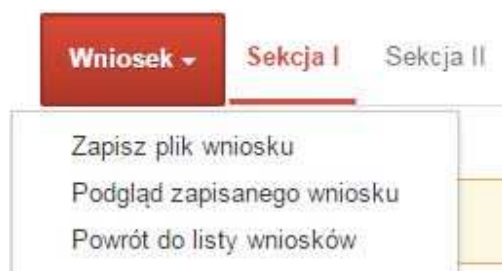 Wniosek Sekcja I Sekcja II
Zapisz plik wniosku
Podgląd zapisanego wniosku
Powrót do listy wniosków